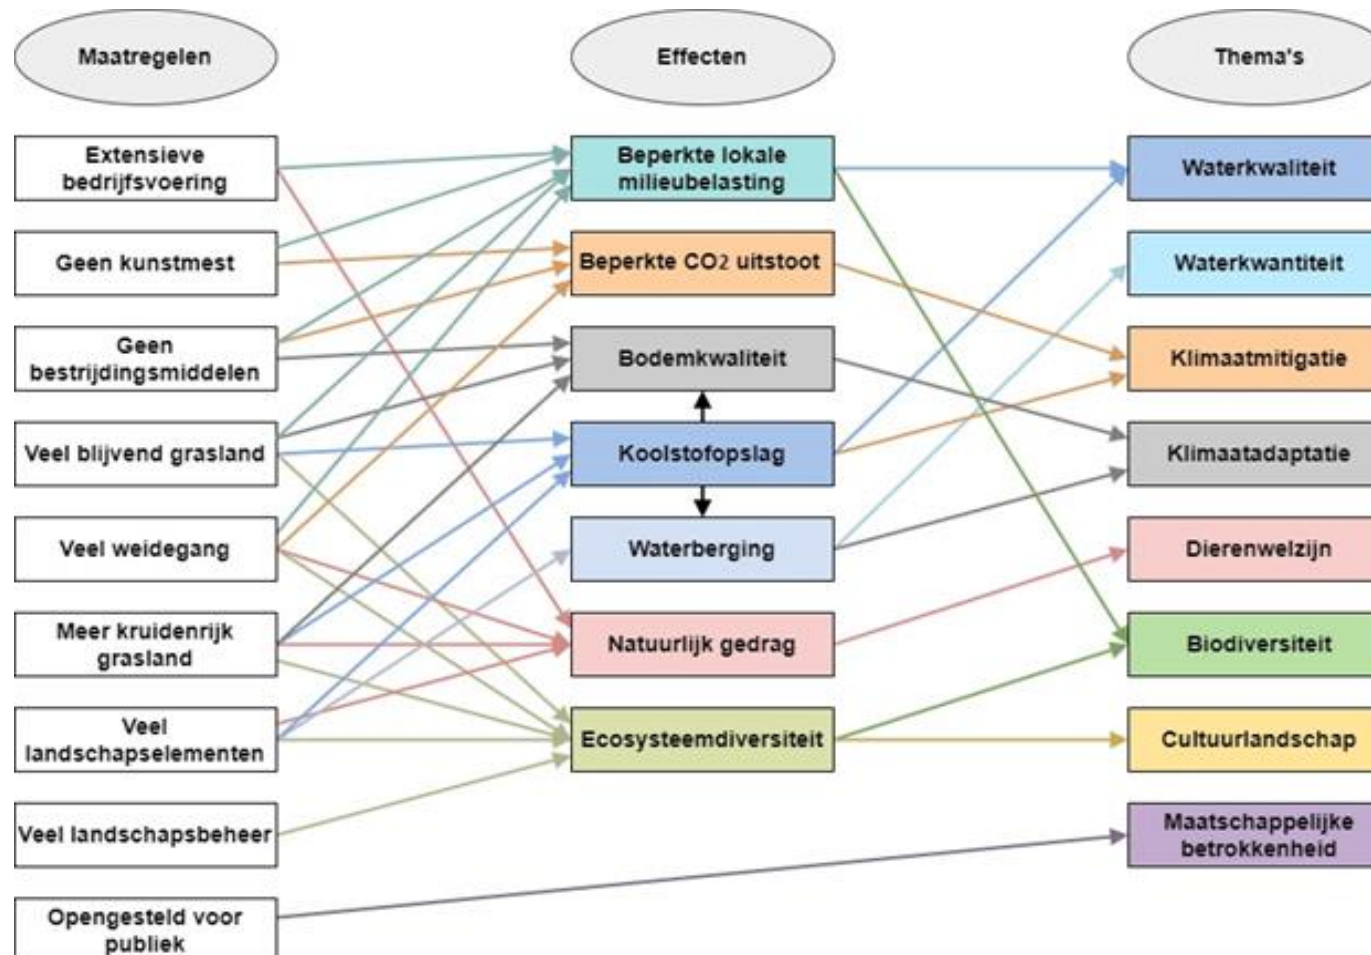 Maatregelen
Effecten
Thema's
Extensieve
bedrijfsvoering
Beperkte lokale
milieubelasting
Waterkwaliteit
Geen kunstmest
Beperkte CO2 uitstoot
Waterkwantiteit
Geen
bestrijdingsmiddelen
Bodemkwaliteit
Klimaatmitigatie
Veel blijvend grasland
Koolstofopslag
Klimaatadaptatie
Veel weidegang
Waterberging
Dierenwelzijn
Meer kruidenrijk
grasland
Natuurlijk gedrag
Biodiversiteit
Veel
landschapselementen
Ecosysteemdiversiteit
Cultuurlandschap
Veel landschapsbeheer
Maatschappelijke
betrokkenheid
Opengesteld voor
publiek